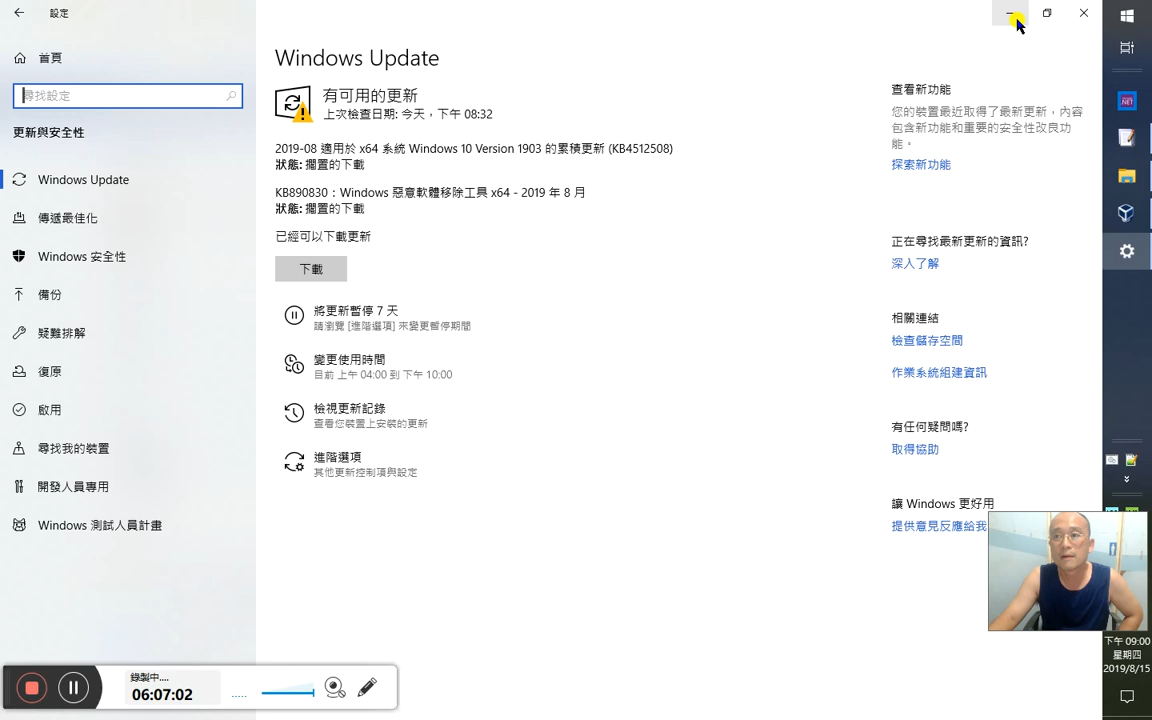 設定
首頁
尋找設定
更新與安全性
Windows Update
傳遞最佳化
Windows 安全性
備份
疑難排解
復原
啟用
尋找我的裝置
開發人員專用
Windows 測試人員計畫
Windows Update
有可用的更新
上次檢查日期: 今天，下午 08:32
2019-08 適用於 x64 系統 Windows 10 Version 1903 的累積更新 (KB4512508)
狀態: 擱置的下載
KB890830：Windows 惡意軟體移除工具 x64 - 2019 年 8 月
狀態: 擱置的下載
已經可以下載更新
下載
將更新暫停 7 天
請瀏覽 [進階選項] 來變更暫停期間
變更使用時間
目前 上午 04:00 到 下午 10:00
檢視更新記錄
查看您裝置上安裝的更新
進階選項
其他更新控制項與設定
查看新功能
您的裝置最近取得了最新更新，內容
包含新功能和重要的安全性改良功
能。
探索新功能
正在尋找最新更新的資訊?
深入了解
相關連結
檢查儲存空間
作業系統組建資訊
有任何疑問嗎?
取得協助
讓 Windows 更好用
提供意見反應給我
錄製中....
06:07:02
.NET
下午 09:00
星期四
2019/8/15